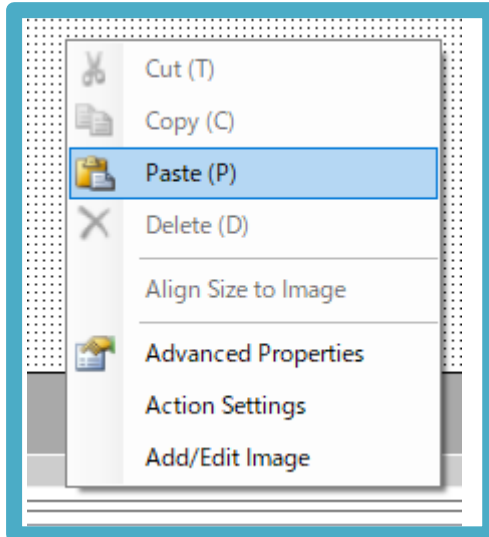 Cut (T)
Copy (C)
Paste (P)
Delete (D)
Align Size to Image
Advanced Properties
Action Settings
Add/Edit Image